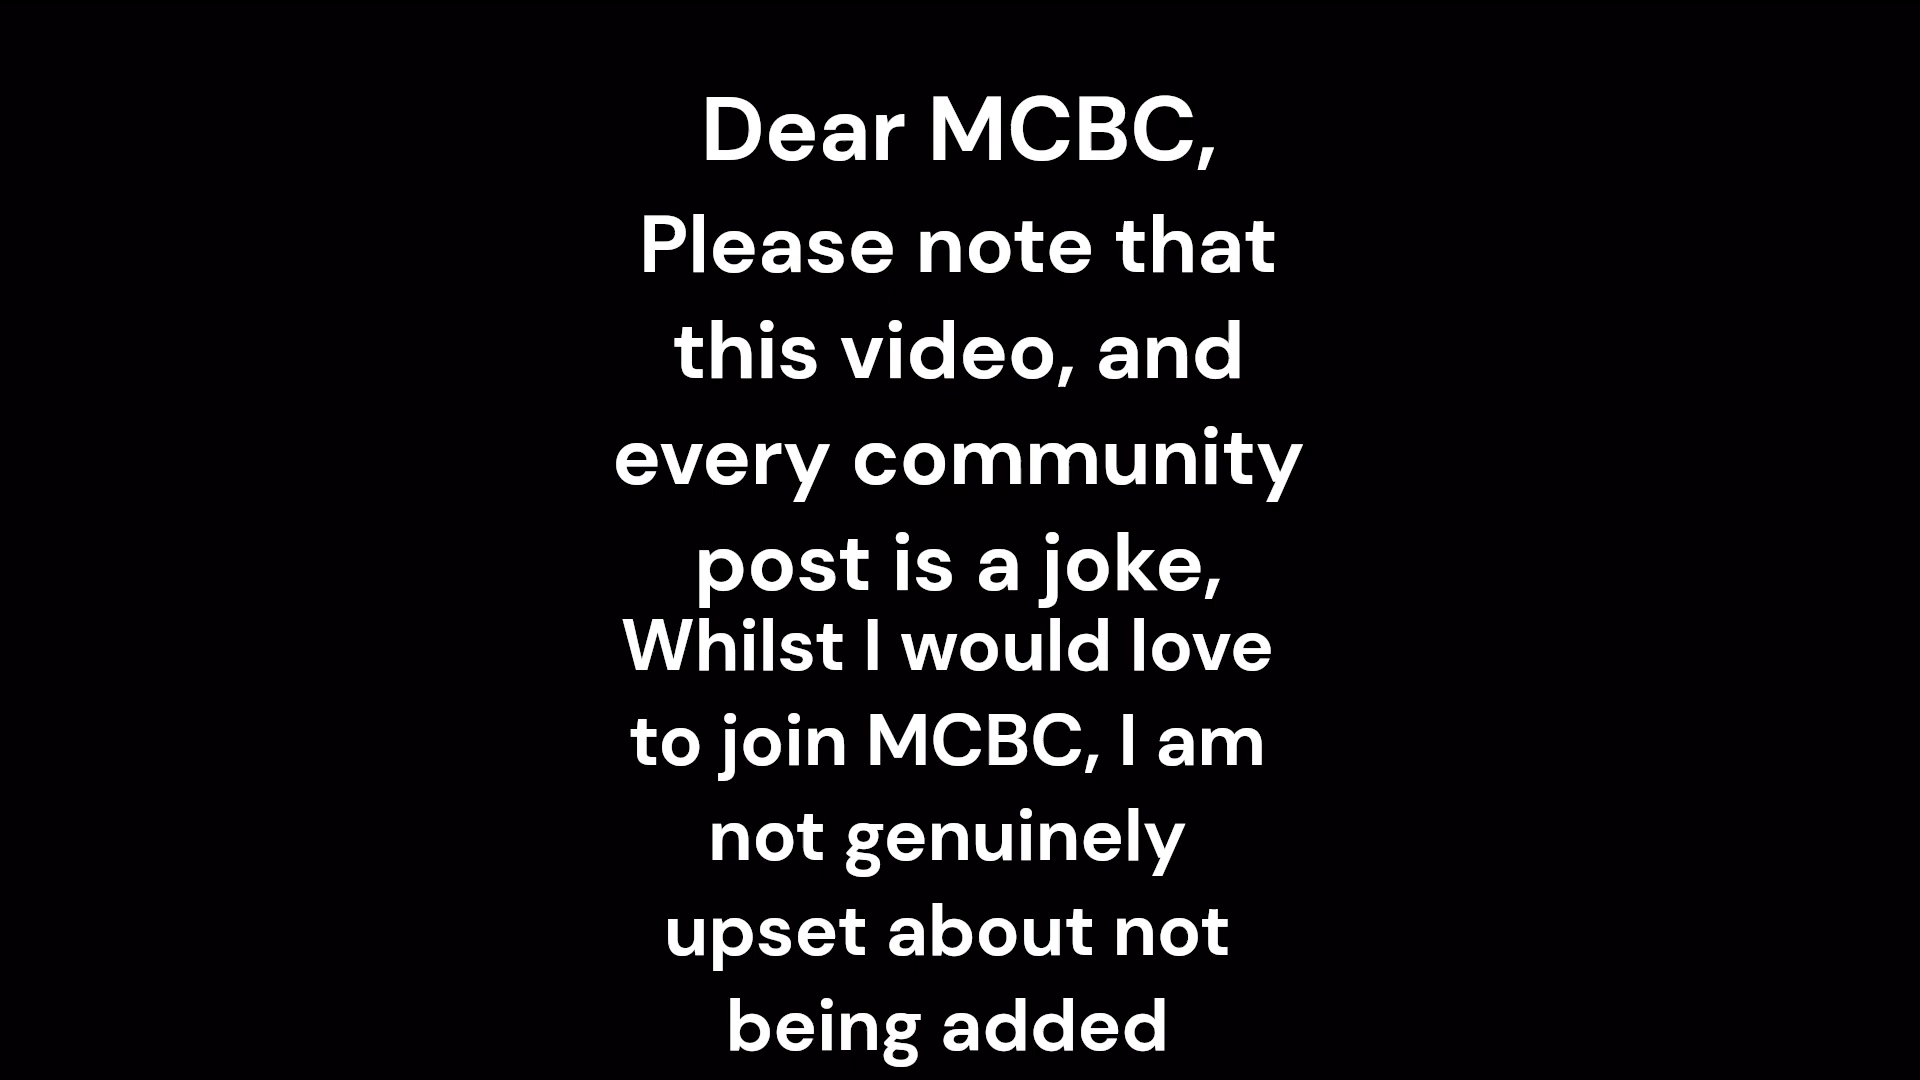 Dear MCBC,
Please note that
this video, and
every community
post is a joke,
Whilst I would love
to join MCBC, I am
not genuinely
upset about not
being added